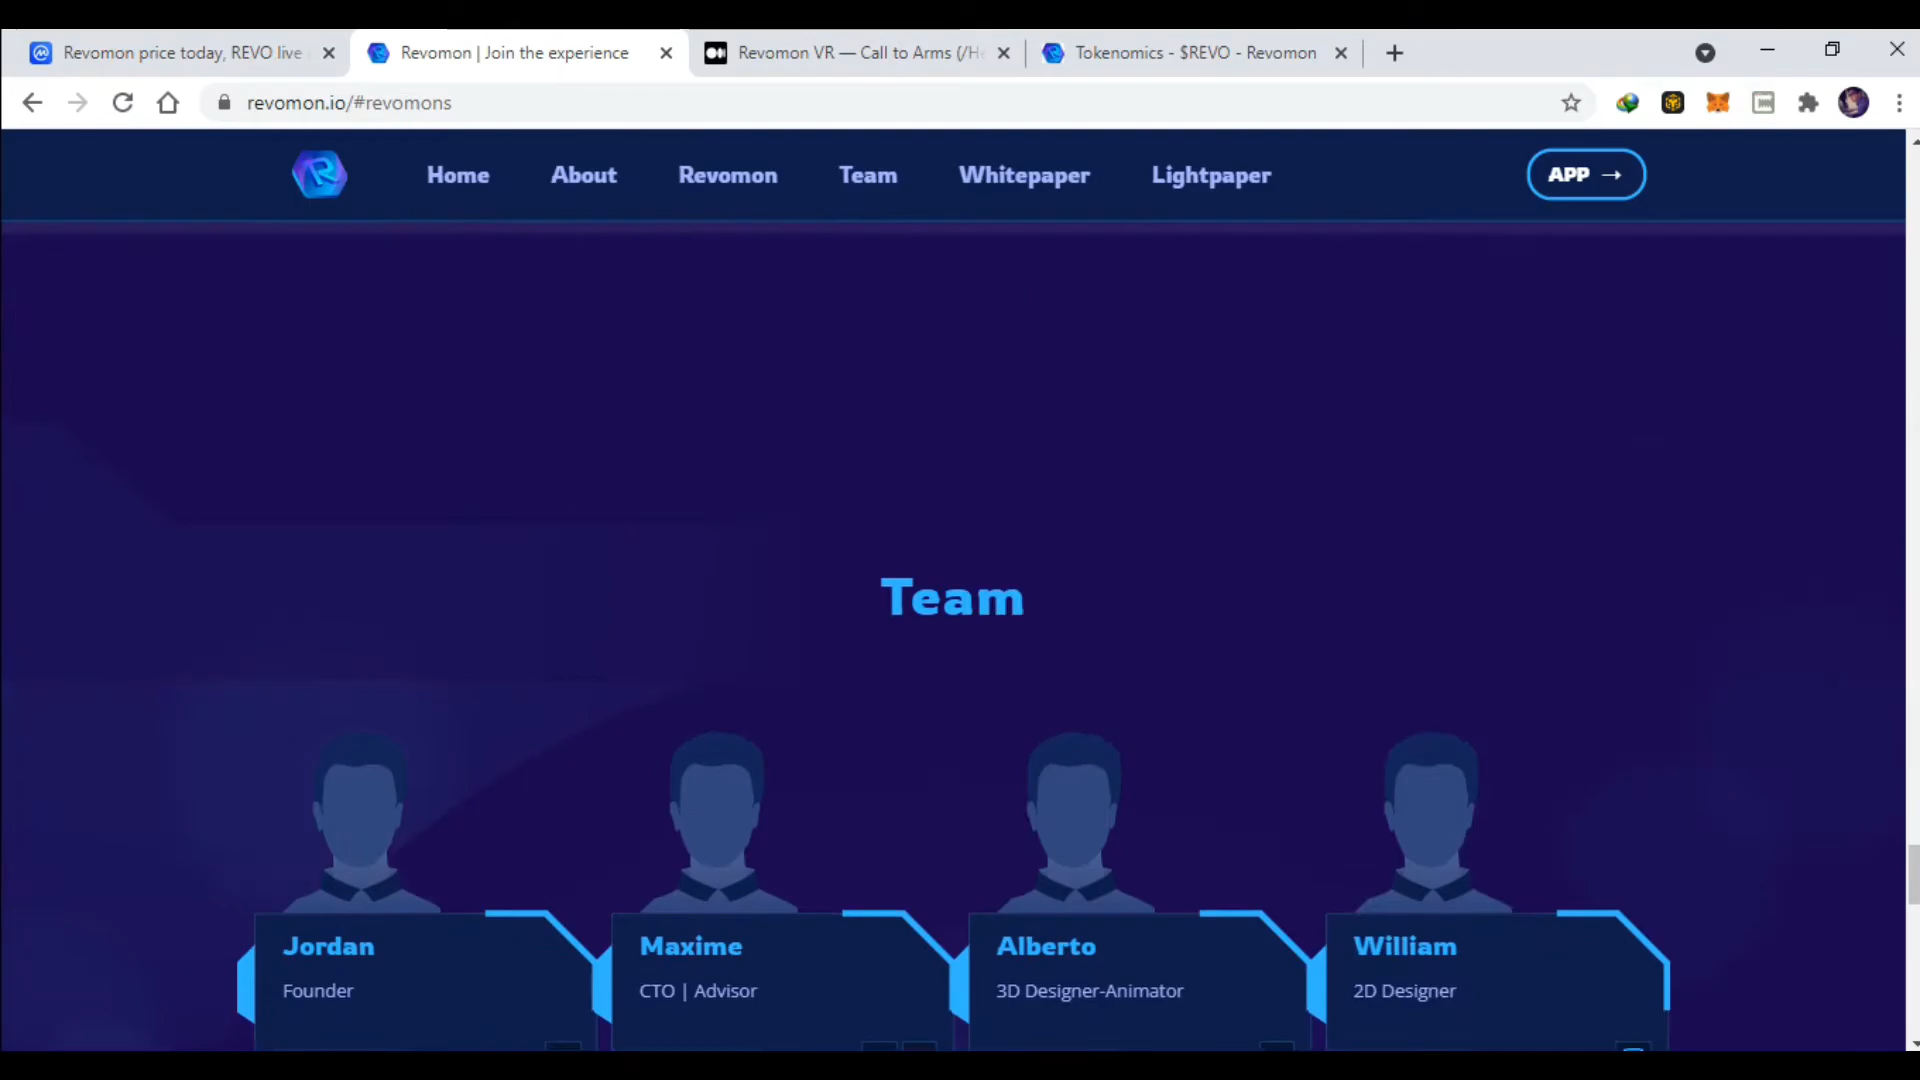 Revomon price today, REVO live
Revomon | Join the experience
Revomon VR — Call to Arms (/He
Tokenomics - $REVO - Revomon
revomon.io/#revomons
Home
About
Revomon
Team
Whitepaper
Lightpaper
APP →
Team
Jordan
Founder
Maxime
CTO | Advisor
Alberto
3D Designer-Animator
William
2D Designer